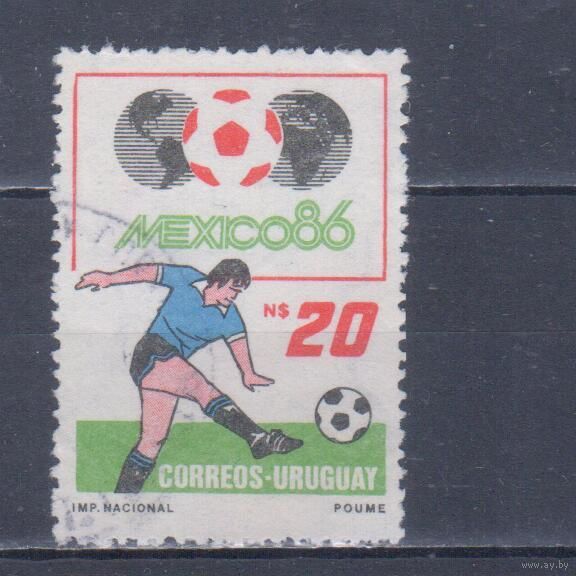 MEXICO86
N$ 20
CORREOS-URUGUAY
IMP. NACIONAL POUME
www.ay.by